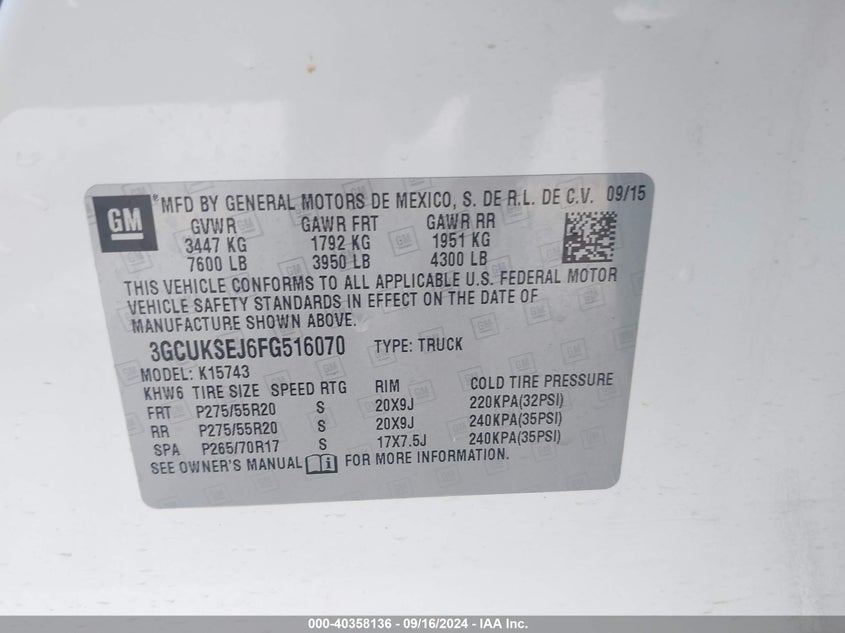 GM
*MFD BY GENERAL MOTORS DE MEXICO, S. DE R.L. DE C.V. 09/15
GVWR GAWR FRT GAWR RR
3447 KG 1792 KG 1951 KG
7600 LB 3950 LB 4300 LB
THIS VEHICLE CONFORMS TO ALL APPLICABLE U.S. FEDERAL MOTOR
VEHICLE SAFETY STANDARDS IN EFFECT ON THE DATE OF
MANUFACTURE SHOWN ABOVE.
3GCUKSEJ6FG516070 TYPE: TRUCK
MODEL: K15743
KHW6 TIRE SIZE SPEED RTG RIM COLD TIRE PRESSURE
FRT P275/55R20 S 20X9J 220KPA(32PSI)
RR P275/55R20 S 20X9J 240KPA(35PSI)
SPA P265/70R17 S 17X7.5J 240KPA(35PSI)
SEE OWNER'S MANUAL FOR MORE INFORMATION.
000-40358136 - 09/16/2024 - IAA Inc.